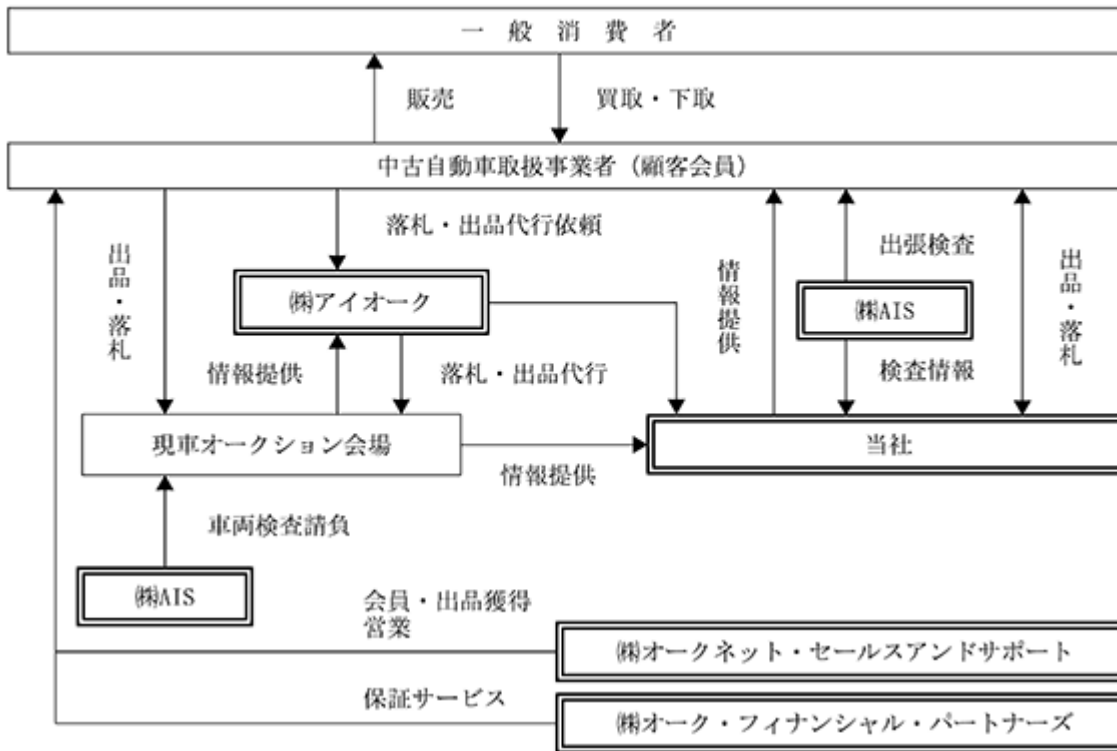 一般消費者
販売
買取・下取
中古自動車取扱事業者（顧客会員）
出品・落札
落札・出品代行依頼
情報提供
出張検査
出品・落札
㈱アイオーク
㈱AIS
情報提供
落札・出品代行
検査情報
現車オークション会場
情報提供
当社
車両検査請負
㈱AIS
会員・出品獲得
営業
㈱オークネット・セールスアンドサポート
保証サービス
㈱オーク・フィナンシャル・パートナーズ